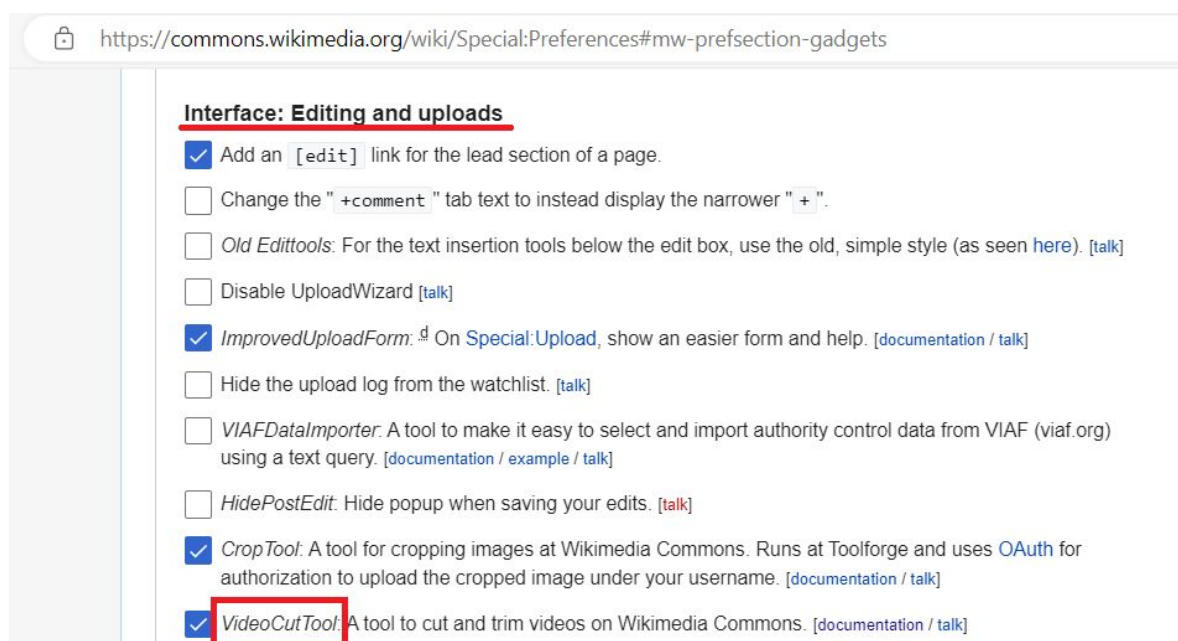 https://commons.wikimedia.org/wiki/Special:Preferences#mw-prefsection-gadgets
Interface: Editing and uploads
Add an [edit] link for the lead section of a page.
Change the "+comment" tab text to instead display the narrower "+".
Old Edittools: For the text insertion tools below the edit box, use the old, simple style (as seen here). [talk]
Disable UploadWizard [talk]
ImprovedUploadForm: d On Special:Upload, show an easier form and help. [documentation / talk]
Hide the upload log from the watchlist. [talk]
VIAFDataImporter: A tool to make it easy to select and import authority control data from VIAF (viaf.org)
using a text query. [documentation / example / talk]
HidePostEdit: Hide popup when saving your edits. [talk]
CropTool: A tool for cropping images at Wikimedia Commons. Runs at Toolforge and uses OAuth for
authorization to upload the cropped image under your username. [documentation / talk]
VideoCutTool: A tool to cut and trim videos on Wikimedia Commons. [documentation / talk]